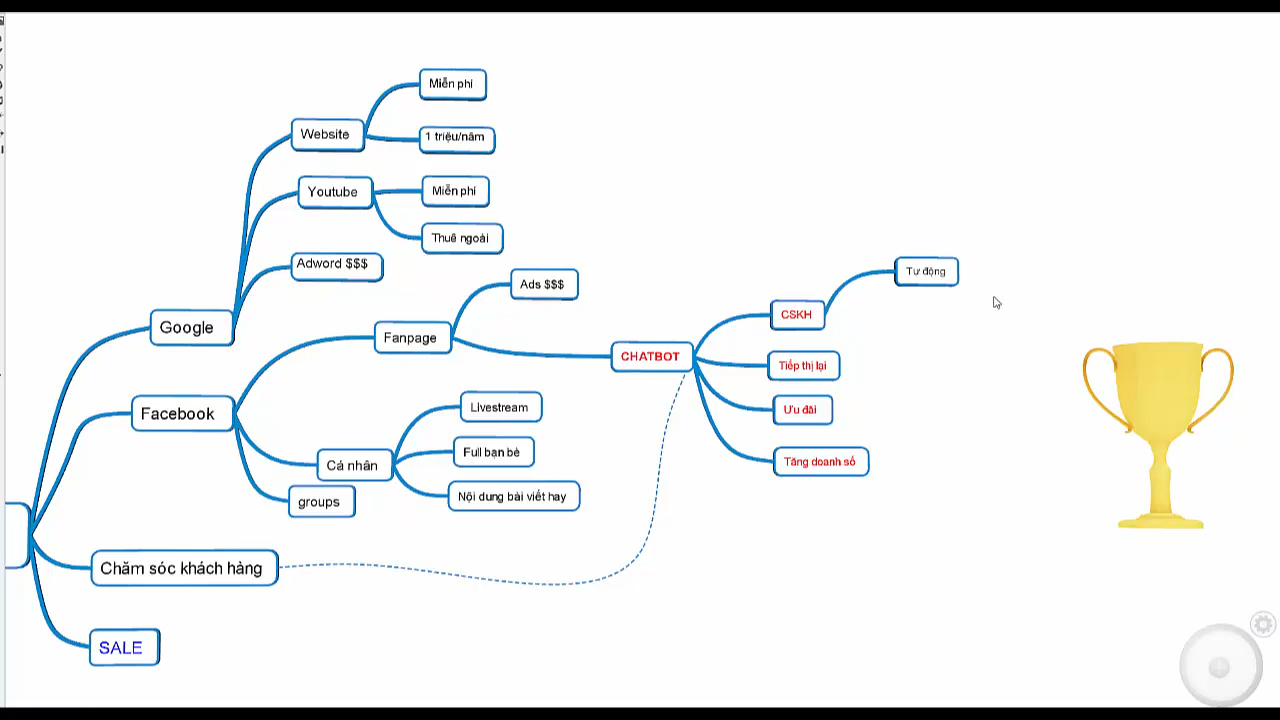 Miễn phí
Website
1 triệu/năm
Youtube
Miễn phí
Thuê ngoài
Adword $$$
Google
Ads $$$
Fanpage
CHATBOT
Tự động
CSKH
Tiếp thị lại
Ưu đãi
Tăng doanh số
Facebook
Livestream
Full bạn bè
Cá nhân
Nội dung bài viết hay
groups
Chăm sóc khách hàng
SALE